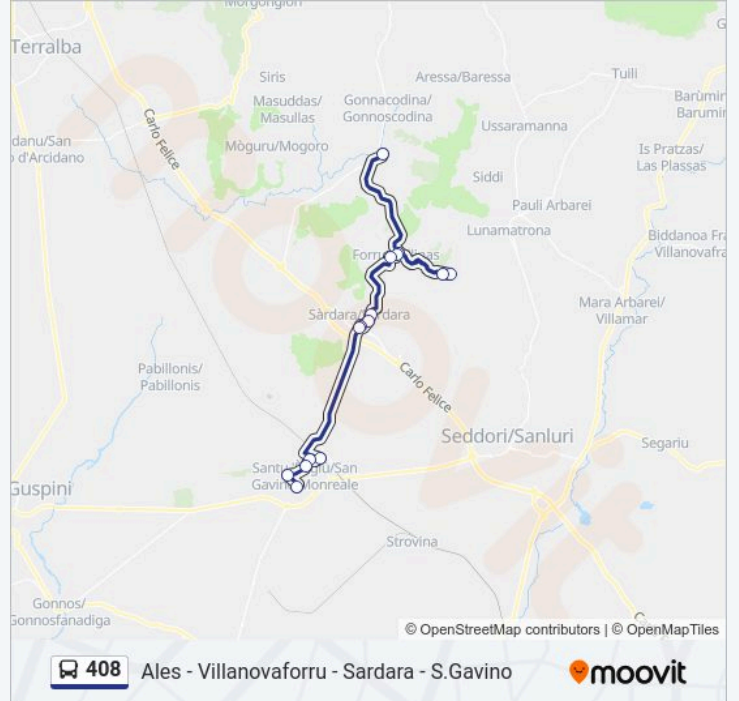 Morgongiori
Terralba
G
Siris
Aressa/Baressa
Tuili
Masuddas/
Masullas
Gonnacodina/
Gonnoscodina
Barùmini
Barumin
Carlo Felice
Ussaramanna
danu/San
o d'Arcidano
Mòguru/Mogoro
Is Pratzas/
Las Plassas
Siddi
Pauli Arbarei
Lunamatrona
Biddanoa Fra
Villanovafra
Mara Arbarei/
Villamar
Pabillonis/
Pabillonis
Carlo Felice
Seddori/Sanluri
Segariu
Guspini
Strovina
Gonnos/
Gonnosfanadiga
© OpenStreetMap contributors | © OpenMapTiles
408 Ales - Villanovaforru - Sardara - S.Gavino moovit